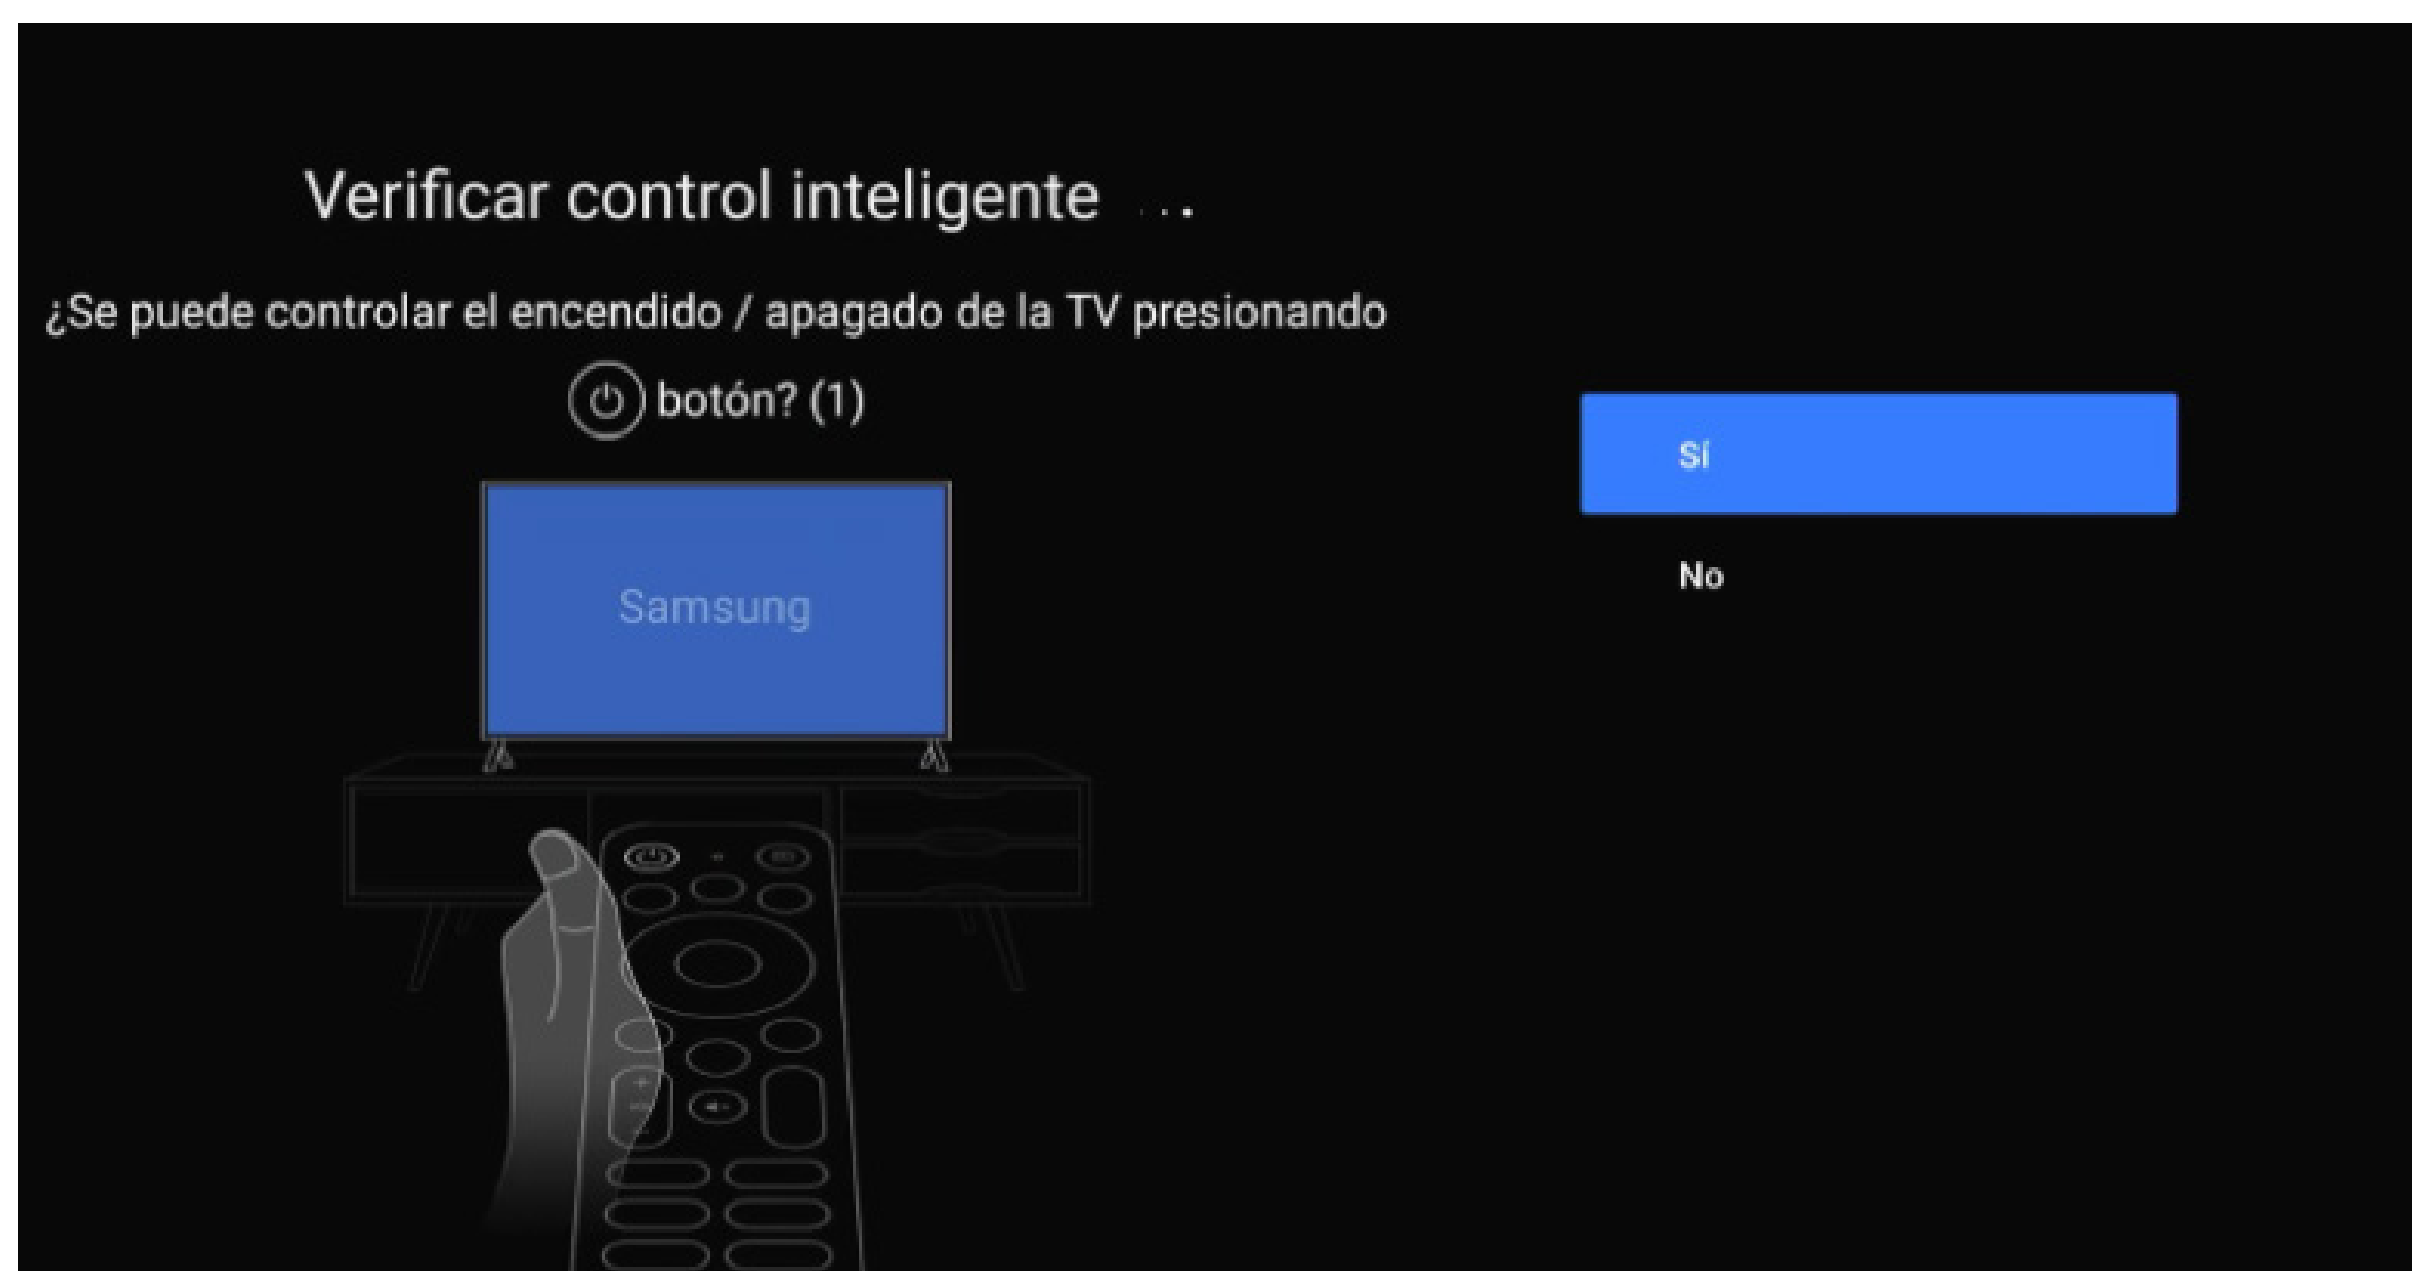 Verificar control inteligente ...
¿Se puede controlar el encendido / apagado de la TV presionando
botón? (1)
Sí
No
Samsung